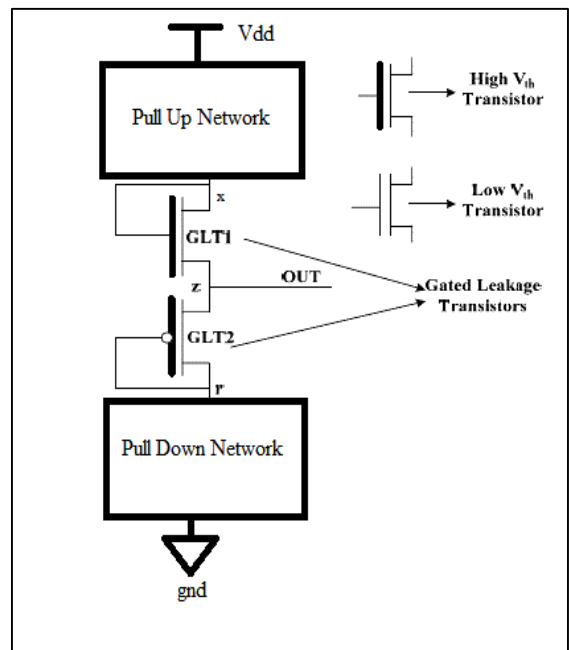 Vdd
Pull Up Network
High Vth
Transistor
x
GLT1
Low Vth
Transistor
z
OUT
Gated Leakage
Transistors
GLT2
r
Pull Down Network
gnd